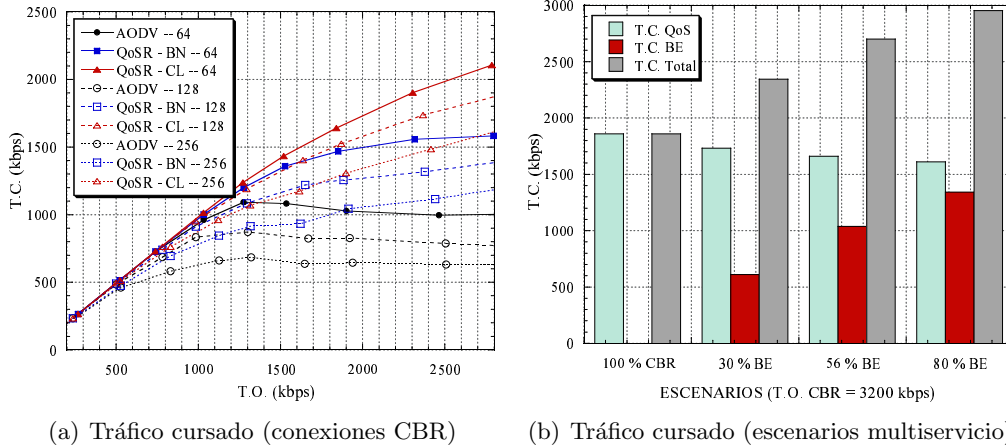 AODV -- 64
QoSR - BN -- 64
QoSR - CL -- 64
AODV -- 128
QoSR - BN -- 128
QoSR - CL -- 128
AODV -- 256
QoSR - BN -- 256
QoSR - CL -- 256
T.C. (kbps)
2500
2000
1500
1000
500
0
500 1000 1500 2000 2500
T.O. (kbps)
(a) Tráfico cursado (conexiones CBR)
T.C. QoS
T.C. BE
T.C. Total
T.C. (kbps)
3000
2500
2000
1500
1000
500
0
100 % CBR 30 % BE 56 % BE 80 % BE
ESCENARIOS (T.O. CBR = 3200 kbps)
(b) Tráfico cursado (escenarios multiservicio